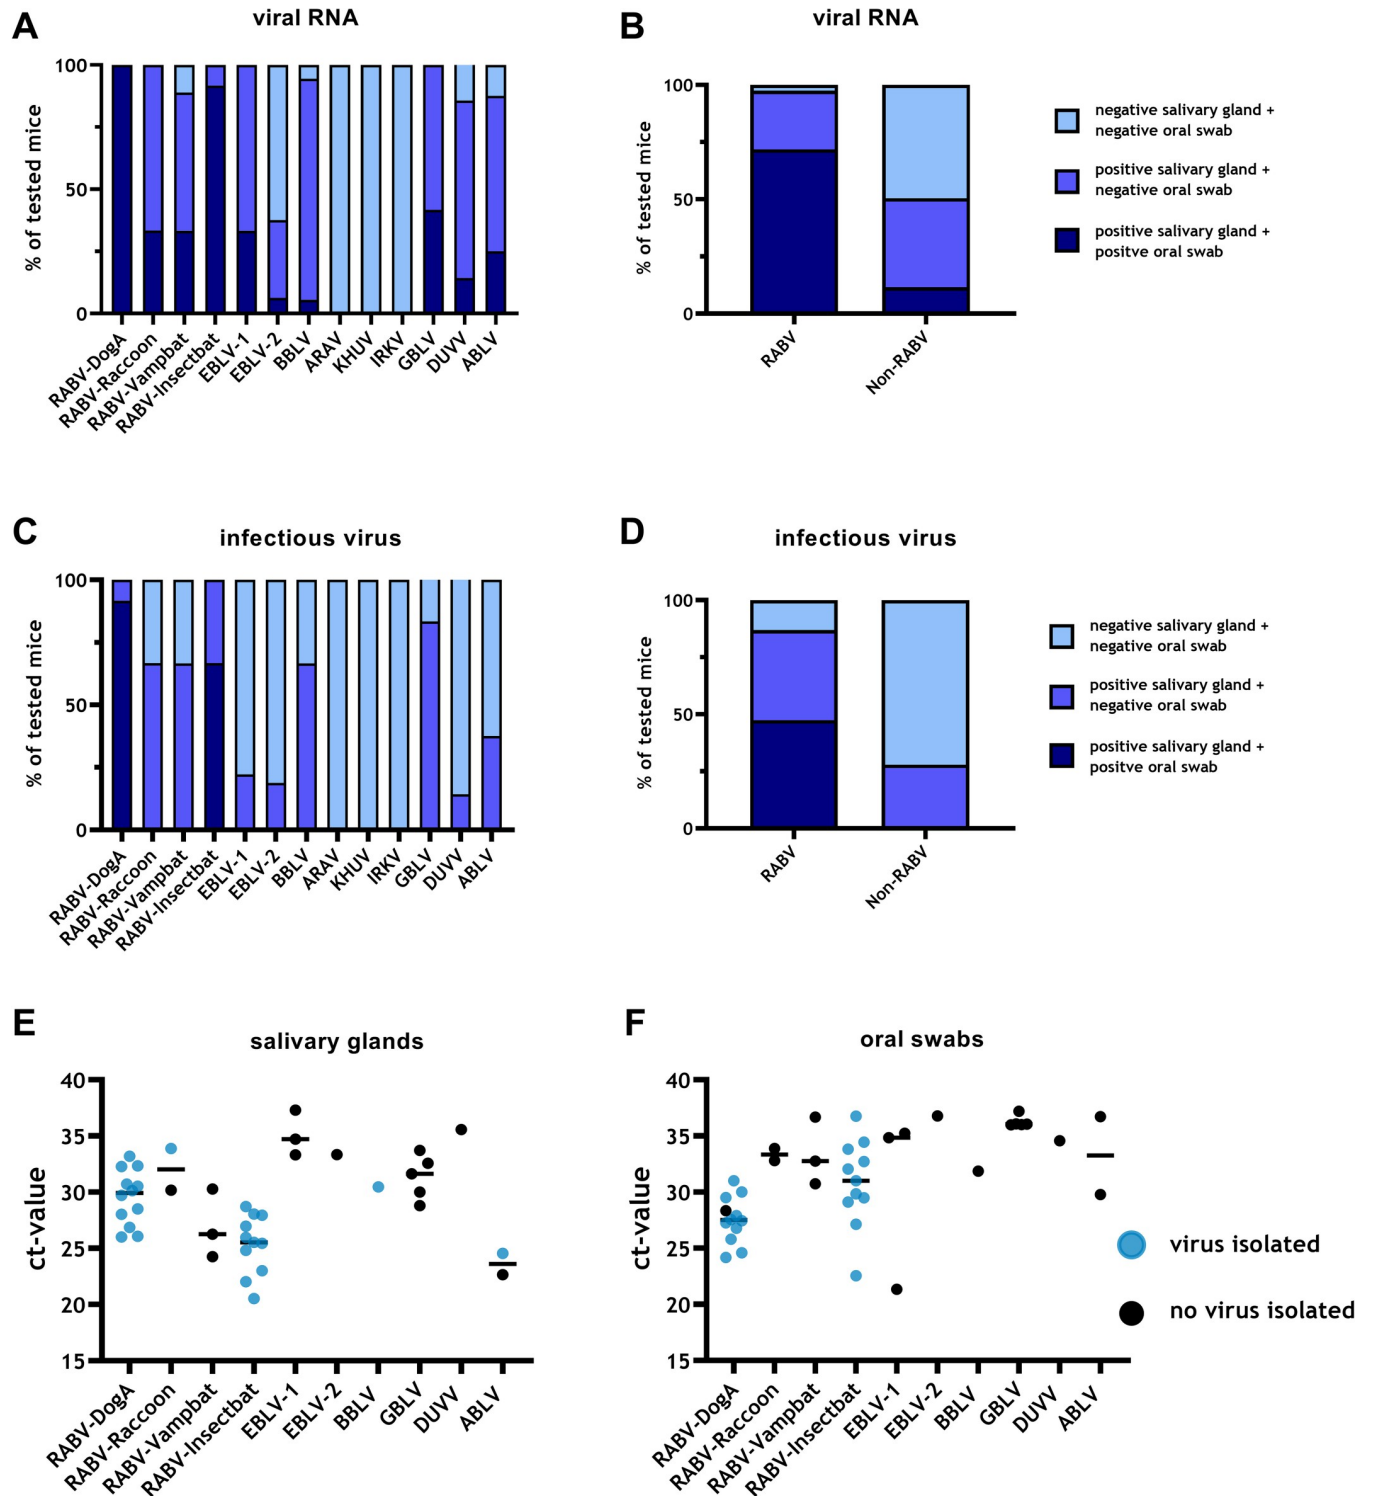 A
viral RNA
% of tested mice
100
50
0
RABV-DogA
RABV-Raccoon
RABV-Vampbat
RABV-Insectbat
EBLV-1
EBLV-2
BBLV
ARAV
KHUV
IRKV
GBLV
DUVV
ABLV
B
viral RNA
% of tested mice
100
50
0
RABV
Non-RABV
negative salivary gland +
negative oral swab
positive salivary gland +
negative oral swab
positive salivary gland +
positve oral swab
C
infectious virus
% of tested mice
100
50
0
RABV-DogA
RABV-Raccoon
RABV-Vampbat
RABV-Insectbat
EBLV-1
EBLV-2
BBLV
ARAV
KHUV
IRKV
GBLV
DUVV
ABLV
D
infectious virus
% of tested mice
100
50
0
RABV
Non-RABV
negative salivary gland +
negative oral swab
positive salivary gland +
negative oral swab
positive salivary gland +
positve oral swab
E
salivary glands
ct-value
40
35
30
25
20
15
RABV-DogA
RABV-Raccoon
RABV-Vampbat
RABV-Insectbat
EBLV-1
EBLV-2
BBLV
GBLV
DUVV
ABLV
F
oral swabs
ct-value
40
35
30
25
20
15
RABV-DogA
RABV-Raccoon
RABV-Vampbat
RABV-Insectbat
EBLV-1
EBLV-2
BBLV
GBLV
DUVV
ABLV
virus isolated
no virus isolated